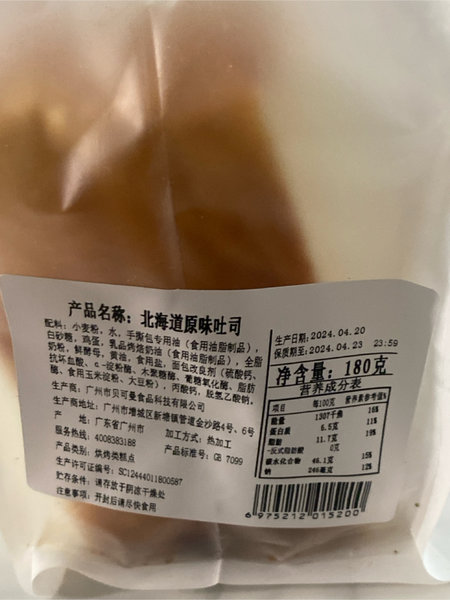 产品名称：北海道原味吐司
配料：小麦粉，水，手撕包专用油（食用油脂制品），
白砂糖，鸡蛋，乳品烤焙奶油（食用油脂制品），全脂
奶粉，鲜酵母，黄油，食用盐，面包改良剂（硫酸钙，
抗坏血酸、α-淀粉酶、木聚糖酶、葡糖氧化酶、脂肪
酶、食用玉米淀粉、大豆粉），丙酸钙，脱氢乙酸钠。
生产商：广州市贝可曼食品科技有限公司
生产商地址：广州市增城区新塘镇管道金沙路4号、6号
产 地：广东省广州市 加工方式：热加工
服务热线：4008383188 产品标准号：GB 7099
产品类别：烘烤类糕点
生产许可证编号：SC12444011800587
贮存条件：请存放于阴凉干燥处
注意事项：开封后请尽快食用
生产日期:2024.04.20
保质期至:2024.04.23 23:59
净含量: 180克
营养成分表
项目 每100克 营养素参考值%
能量 1307千焦 16%
蛋白质 6.5克 11%
脂肪 11.7克 19%
-反式脂肪酸 0克
碳水化合物 46.1克 15%
钠 246毫克 12%
6975212015200